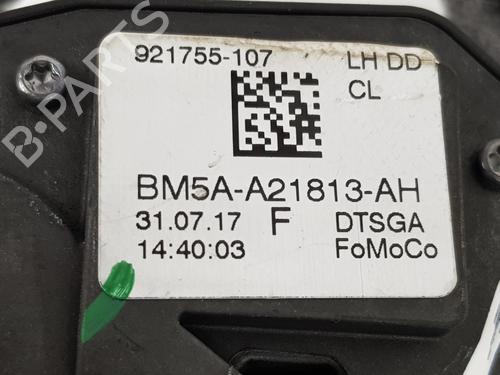 921755-107 LH DD
CL
BM5A-A21813-AH
31.07.17 F DTSGA
14:40:03 FoMoCo
B-PARTS